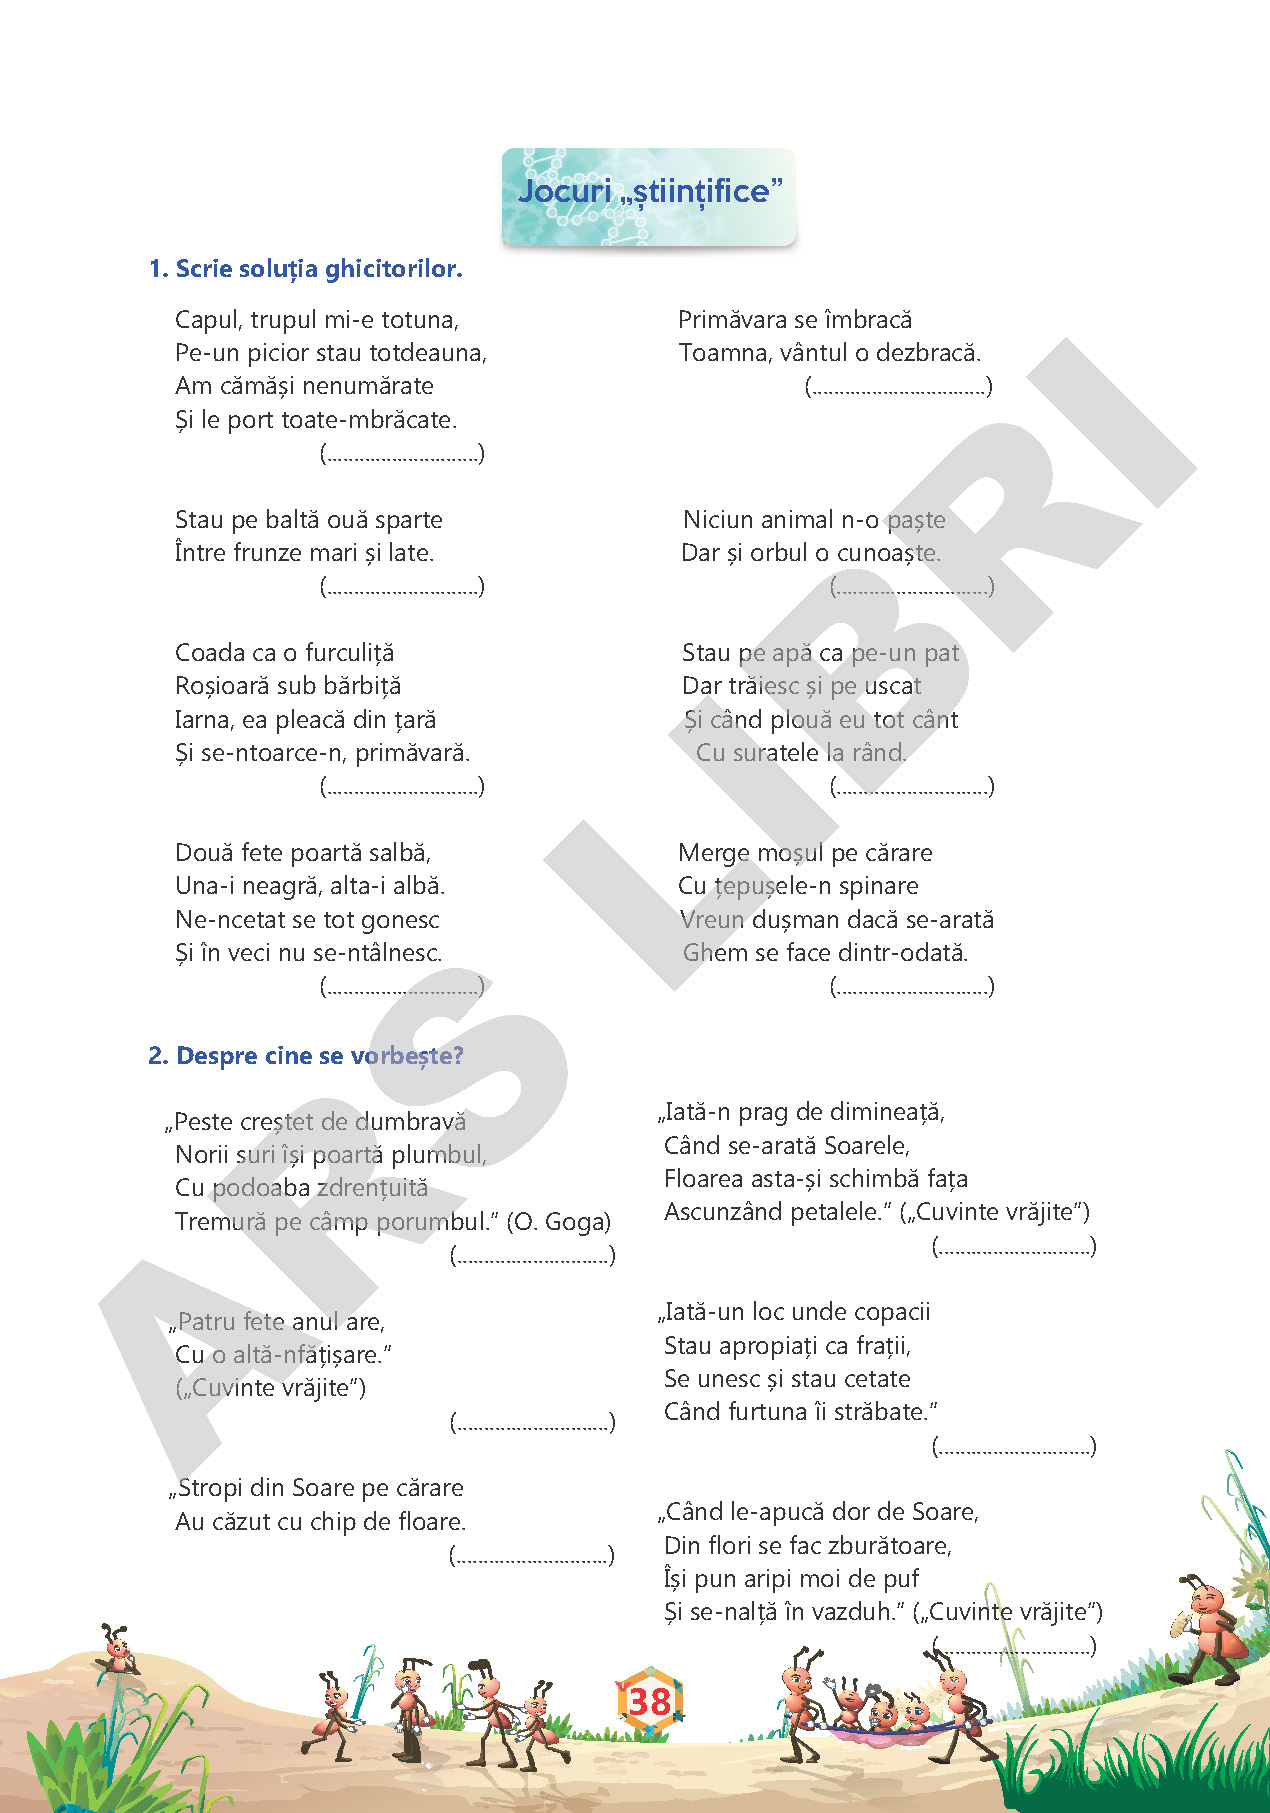 Jocuri „științifice”
1. Scrie soluția ghicitorilor.
Capul, trupul mi-e totuna,
Pe-un picior stau totdeauna,
Am cămăși nenumărate
Și le port toate-mbrăcate.
(............................)
Primăvara se îmbracă
Toamna, vântul o dezbracă.
(...............................)
Stau pe baltă ouă sparte
Între frunze mari și late.
(............................)
Niciun animal n-o paște
Dar și orbul o cunoaște.
(............................)
Coada ca o furculiță
Roșioară sub bărbiță
Iarna, ea pleacă din țară
Și se-ntoarce-n, primăvară.
(............................)
Stau pe apă ca pe-un pat
Dar trăiesc și pe uscat
Și când plouă eu tot cânt
Cu suratele la rând.
(............................)
Două fete poartă salbă,
Una-i neagră, alta-i albă.
Ne-ncetat se tot gonesc
Și în veci nu se-ntâlnesc.
(............................)
Merge moșul pe cărare
Cu țepușele-n spinare
Vreun dușman dacă se-arată
Ghem se face dintr-odată.
(............................)
2. Despre cine se vorbește?
„Peste creștet de dumbravă
Norii suri își poartă plumbul,
Cu podoaba zdrențuită
Tremură pe câmp porumbul.“ (O. Goga)
(............................)
„Patru fete anul are,
Cu o altă-nfățișare.“
(„Cuvinte vrăjite“)
(............................)
„Stropi din Soare pe cărare
Au căzut cu chip de floare.
(............................)
„Iată-n prag de dimineață,
Când se-arată Soarele,
Floarea asta-și schimbă fața
Ascunzând petalele.“ („Cuvinte vrăjite“)
(............................)
„Iată-un loc unde copacii
Stau apropiați ca frații,
Se unesc și stau cetate
Când furtuna îi străbate.“
(............................)
„Când le-apucă dor de Soare,
Din flori se fac zburătoare,
Își pun aripi moi de puf
Și se-nalță în vazduh.“ („Cuvinte vrăjite“)
(............................)
38
ARS LIBRI